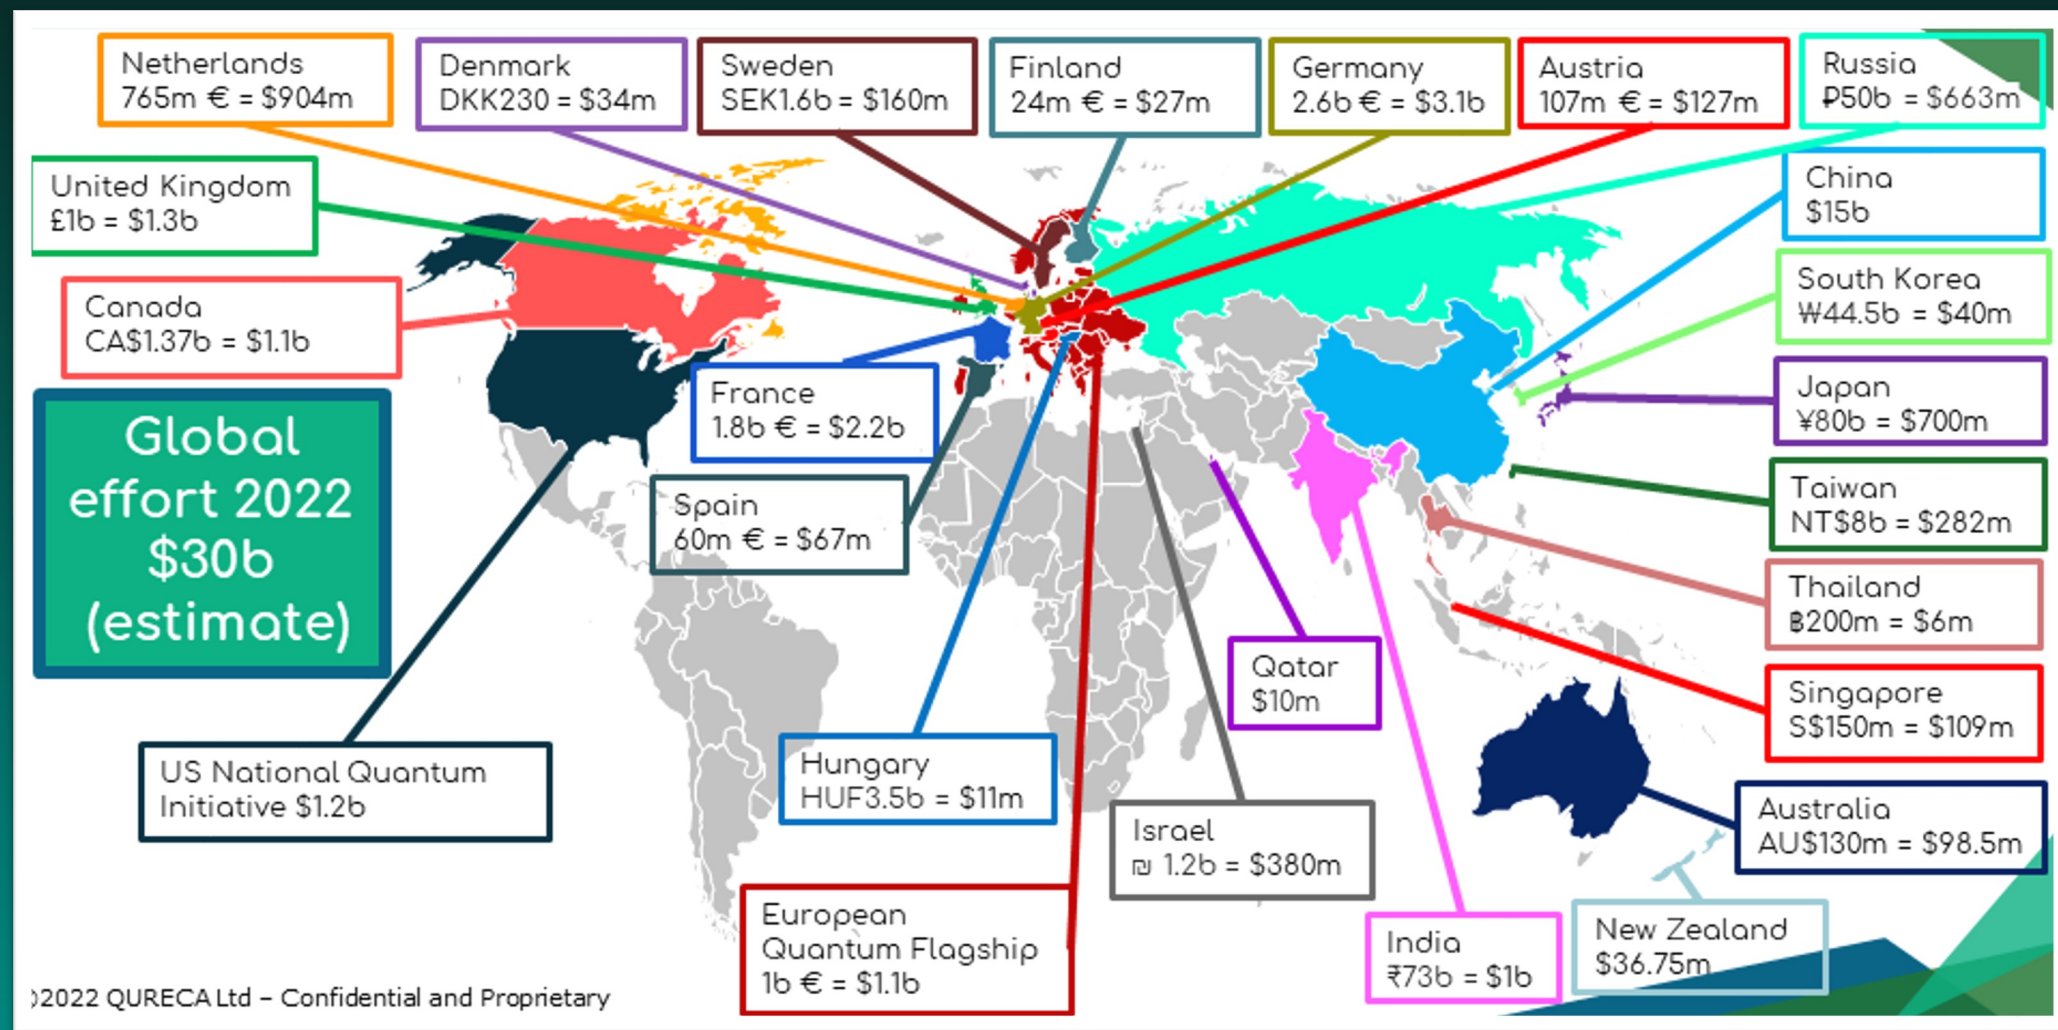 Netherlands
765m € = $904m
Denmark
DKK230 = $34m
Sweden
SEK1.6b = $160m
Finland
24m € = $27m
Germany
2.6b € = $3.1b
Austria
107m € = $127m
Russia
₽50b = $663m
United Kingdom
£1b = $1.3b
China
$15b
Canada
CA$1.37b = $1.1b
South Korea
₩44.5b = $40m
France
1.8b € = $2.2b
Japan
¥80b = $700m
Global
effort 2022
$30b
(estimate)
Spain
60m € = $67m
Taiwan
NT$8b = $282m
Thailand
฿200m = $6m
Qatar
$10m
Singapore
S$150m = $109m
US National Quantum
Initiative $1.2b
Hungary
HUF3.5b = $11m
Israel
₪ 1.2b = $380m
Australia
AU$130m = $98.5m
European
Quantum Flagship
1b € = $1.1b
India
₹73b = $1b
New Zealand
$36.75m
©2022 QURECA Ltd – Confidential and Proprietary